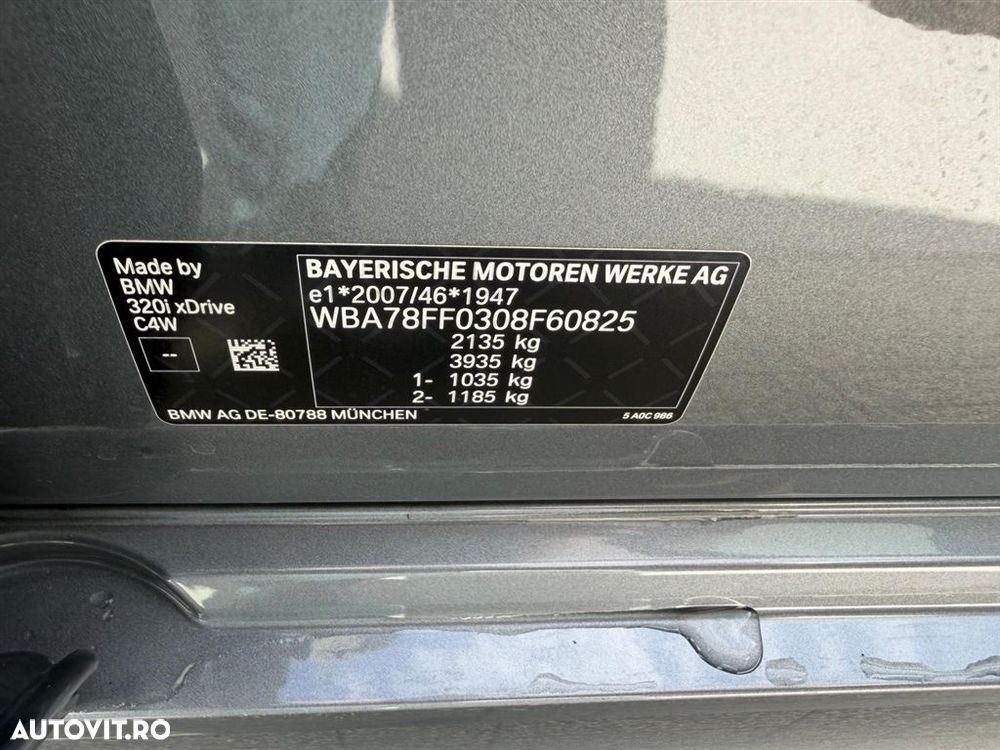 Made by
BMW
320i xDrive
C4W
--
BAYERISCHE MOTOREN WERKE AG
e1*2007/46*1947
WBA78FF0308F60825
2135 kg
3935 kg
1- 1035 kg
2- 1185 kg
BMW AG DE-80788 MÜNCHEN
5 A0C 986
AUTOVIT.RO